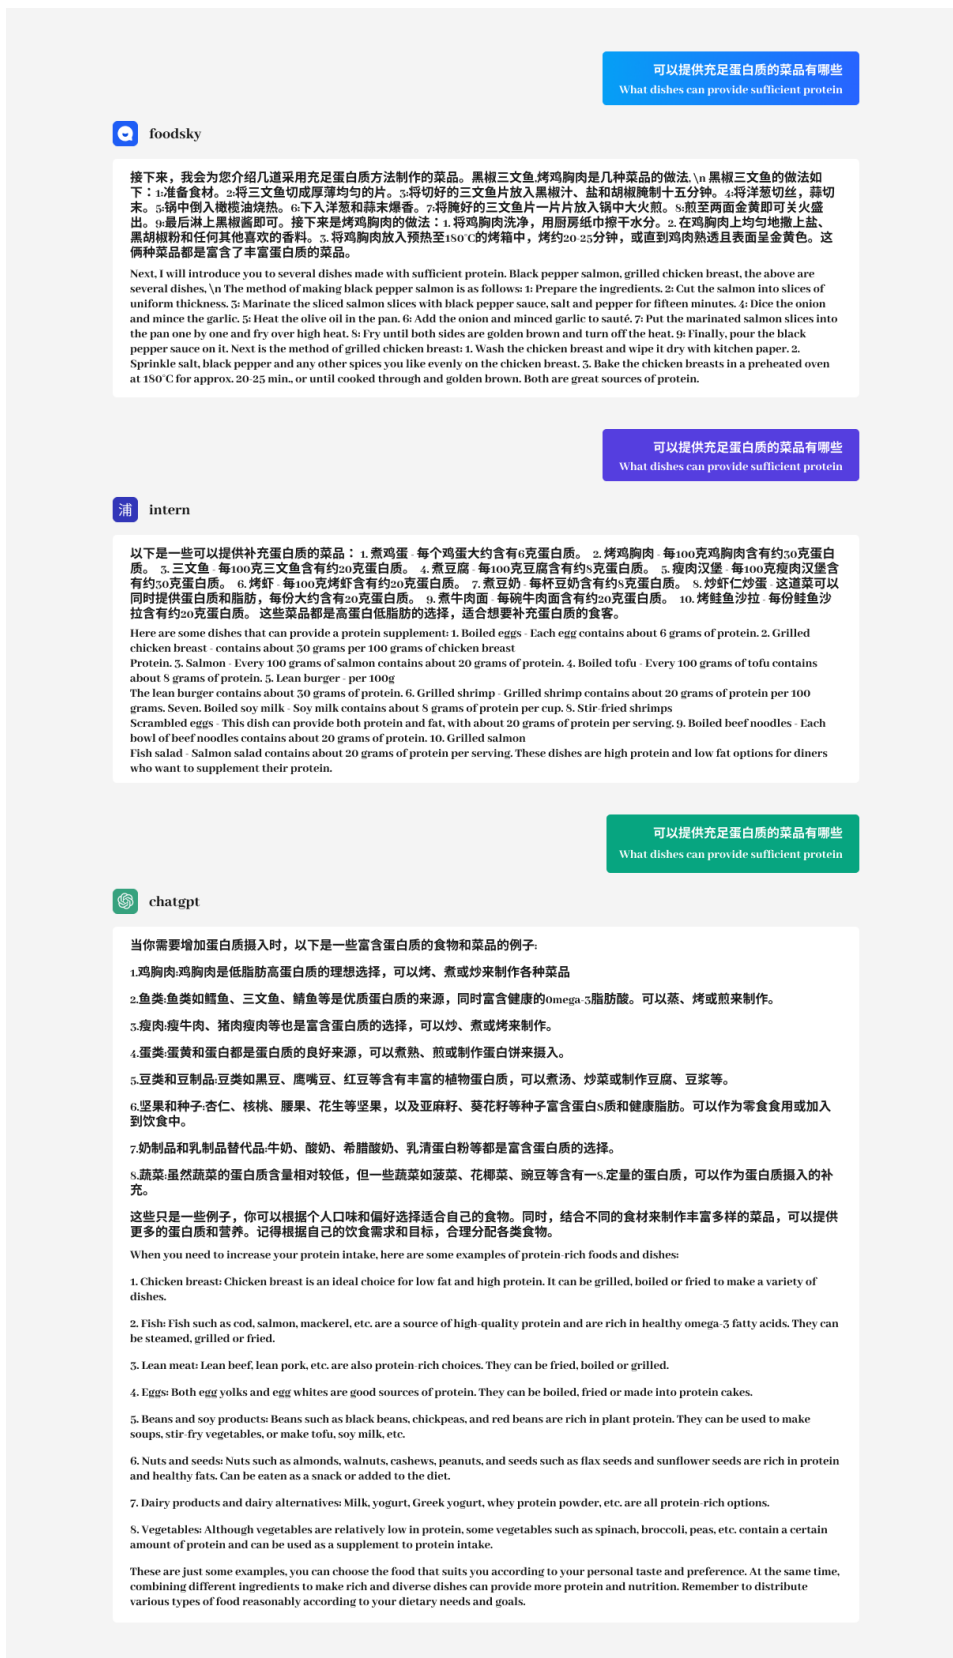 可以提供充足蛋白质的菜品有哪些
What dishes can provide sufficient protein
foodsky
接下来，我会为您介绍几道采用充足蛋白质方法制作的菜品。黑椒三文鱼,烤鸡胸肉是几种菜品的做法, \n 黑椒三文鱼的做法如
下：1:准备食材。2:将三文鱼切成厚薄均匀的片。3:将切好的三文鱼片放入黑椒汁、盐和胡椒腌制十五分钟。4:将洋葱切丝，蒜切
末。5:锅中倒入橄榄油烧热。6:下入洋葱和蒜末爆香。7:将腌好的三文鱼片一片片放入锅中大火煎。8:煎至两面金黄即可关火盛
出。9:最后淋上黑椒酱即可。接下来是烤鸡胸肉的做法：1. 将鸡胸肉洗净，用厨房纸巾擦干水分。2. 在鸡胸肉上均匀地撒上盐、
黑胡椒粉和任何其他喜欢的香料。3. 将鸡胸肉放入预热至180°C的烤箱中，烤约20-25分钟，或直到鸡肉熟透且表面呈金黄色。这
俩种菜品都是富含了丰富蛋白质的菜品。
Next, I will introduce you to several dishes made with sufficient protein. Black pepper salmon, grilled chicken breast, the above are
several dishes, \n The method of making black pepper salmon is as follows: 1: Prepare the ingredients. 2: Cut the salmon into slices of
uniform thickness. 3: Marinate the sliced salmon slices with black pepper sauce, salt and pepper for fifteen minutes. 4: Dice the onion
and mince the garlic. 5: Heat the olive oil in the pan. 6: Add the onion and minced garlic to sauté. 7: Put the marinated salmon slices into
the pan one by one and fry over high heat. 8: Fry until both sides are golden brown and turn off the heat. 9: Finally, pour the black
pepper sauce on it. Next is the method of grilled chicken breast: 1. Wash the chicken breast and wipe it dry with kitchen paper. 2.
Sprinkle salt, black pepper and any other spices you like evenly on the chicken breast. 3. Bake the chicken breasts in a preheated oven
at 180°C for approx. 20-25 min., or until cooked through and golden brown. Both are great sources of protein.
可以提供充足蛋白质的菜品有哪些
What dishes can provide sufficient protein
浦
intern
以下是一些可以提供补充蛋白质的菜品： 1. 煮鸡蛋 - 每个鸡蛋大约含有6克蛋白质。 2. 烤鸡胸肉 - 每100克鸡胸肉含有约30克蛋白
质。 3. 三文鱼 - 每100克三文鱼含有约20克蛋白质。 4. 煮豆腐 - 每100克豆腐含有约8克蛋白质。 5. 瘦肉汉堡 - 每100克瘦肉汉堡含
有约30克蛋白质。 6. 烤虾 - 每100克烤虾含有约20克蛋白质。 7. 煮豆奶 - 每杯豆奶含有约8克蛋白质。 8. 炒虾仁炒蛋 - 这道菜可以
同时提供蛋白质和脂肪，每份大约含有20克蛋白质。 9. 煮牛肉面 - 每碗牛肉面含有约20克蛋白质。 10. 烤鲑鱼沙拉 - 每份鲑鱼沙
拉含有约20克蛋白质。 这些菜品都是高蛋白低脂肪的选择，适合想要补充蛋白质的食客。
Here are some dishes that can provide a protein supplement: 1. Boiled eggs - Each egg contains about 6 grams of protein. 2. Grilled
chicken breast - contains about 30 grams per 100 grams of chicken breast
Protein. 3. Salmon - Every 100 grams of salmon contains about 20 grams of protein. 4. Boiled tofu - Every 100 grams of tofu contains
about 8 grams of protein. 5. Lean burger - per 100g
The lean burger contains about 30 grams of protein. 6. Grilled shrimp - Grilled shrimp contains about 20 grams of protein per 100
grams. Seven. Boiled soy milk - Soy milk contains about 8 grams of protein per cup. 8. Stir-fried shrimps
Scrambled eggs - This dish can provide both protein and fat, with about 20 grams of protein per serving. 9. Boiled beef noodles - Each
bowl of beef noodles contains about 20 grams of protein. 10. Grilled salmon
Fish salad - Salmon salad contains about 20 grams of protein per serving. These dishes are high protein and low fat options for diners
who want to supplement their protein.
可以提供充足蛋白质的菜品有哪些
What dishes can provide sufficient protein
chatgpt
当你需要增加蛋白质摄入时，以下是一些富含蛋白质的食物和菜品的例子:
1.鸡胸肉:鸡胸肉是低脂肪高蛋白质的理想选择，可以烤、煮或炒来制作各种菜品
2.鱼类:鱼类如鳕鱼、三文鱼、鲭鱼等是优质蛋白质的来源，同时富含健康的0mega-3脂肪酸。可以蒸、烤或煎来制作。
3.瘦肉:瘦牛肉、猪肉瘦肉等也是富含蛋白质的选择，可以炒、煮或烤来制作。
4.蛋类:蛋黄和蛋白都是蛋白质的良好来源，可以煮熟、煎或制作蛋白饼来摄入。
5.豆类和豆制品:豆类如黑豆、鹰嘴豆、红豆等含有丰富的植物蛋白质，可以煮汤、炒菜或制作豆腐、豆浆等。
6.坚果和种子:杏仁、核桃、腰果、花生等坚果，以及亚麻籽、葵花籽等种子富含蛋白S质和健康脂肪。可以作为零食食用或加入
到饮食中。
7.奶制品和乳制品替代品:牛奶、酸奶、希腊酸奶、乳清蛋白粉等都是富含蛋白质的选择。
8.蔬菜:虽然蔬菜的蛋白质含量相对较低，但一些蔬菜如菠菜、花椰菜、豌豆等含有一8.定量的蛋白质，可以作为蛋白质摄入的补
充。
这些只是一些例子，你可以根据个人口味和偏好选择适合自己的食物。同时，结合不同的食材来制作丰富多样的菜品，可以提供
更多的蛋白质和营养。记得根据自己的饮食需求和目标，合理分配各类食物。
When you need to increase your protein intake, here are some examples of protein-rich foods and dishes:
1. Chicken breast: Chicken breast is an ideal choice for low fat and high protein. It can be grilled, boiled or fried to make a variety of
dishes.
2. Fish: Fish such as cod, salmon, mackerel, etc. are a source of high-quality protein and are rich in healthy omega-3 fatty acids. They can
be steamed, grilled or fried.
3. Lean meat: Lean beef, lean pork, etc. are also protein-rich choices. They can be fried, boiled or grilled.
4. Eggs: Both egg yolks and egg whites are good sources of protein. They can be boiled, fried or made into protein cakes.
5. Beans and soy products: Beans such as black beans, chickpeas, and red beans are rich in plant protein. They can be used to make
soups, stir-fry vegetables, or make tofu, soy milk, etc.
6. Nuts and seeds: Nuts such as almonds, walnuts, cashews, peanuts, and seeds such as flax seeds and sunflower seeds are rich in protein
and healthy fats. Can be eaten as a snack or added to the diet.
7. Dairy products and dairy alternatives: Milk, yogurt, Greek yogurt, whey protein powder, etc. are all protein-rich options.
8. Vegetables: Although vegetables are relatively low in protein, some vegetables such as spinach, broccoli, peas, etc. contain a certain
amount of protein and can be used as a supplement to protein intake.
These are just some examples, you can choose the food that suits you according to your personal taste and preference. At the same time,
combining different ingredients to make rich and diverse dishes can provide more protein and nutrition. Remember to distribute
various types of food reasonably according to your dietary needs and goals.